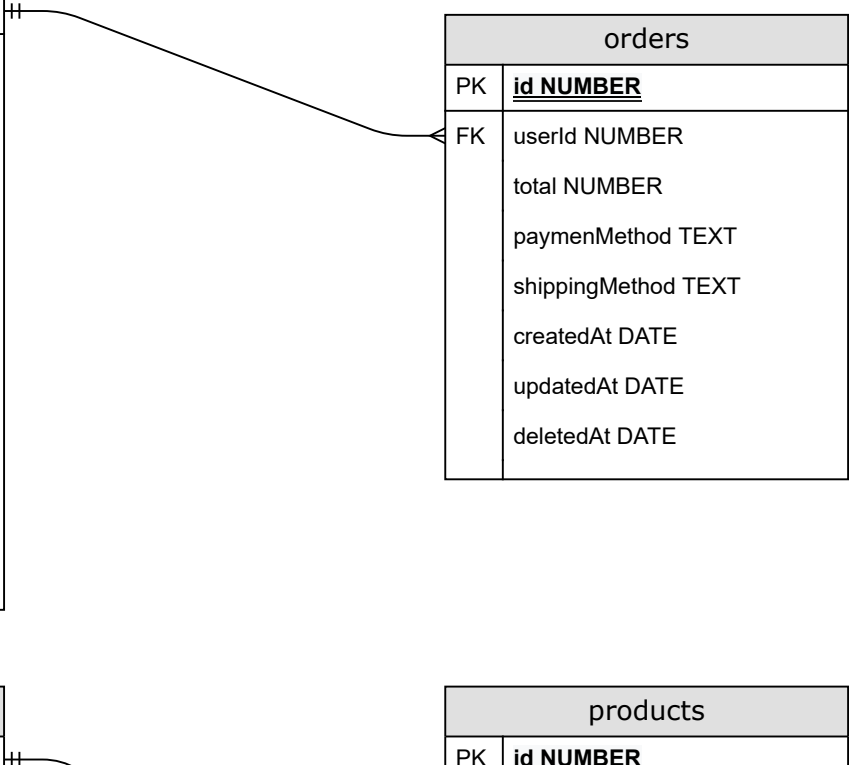 orders
PK id NUMBER
FK userId NUMBER
total NUMBER
paymenMethod TEXT
shippingMethod TEXT
createdAt DATE
updatedAt DATE
deletedAt DATE
products
PK id NUMBER